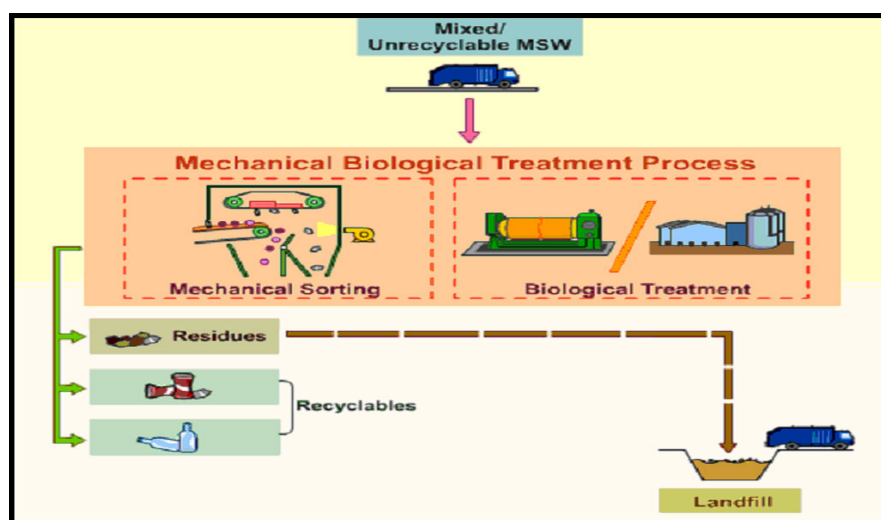 Mixed/
Unrecyclable MSW
Mechanical Biological Treatment Process
Mechanical Sorting
Biological Treatment
Residues
Recyclables
Landfill